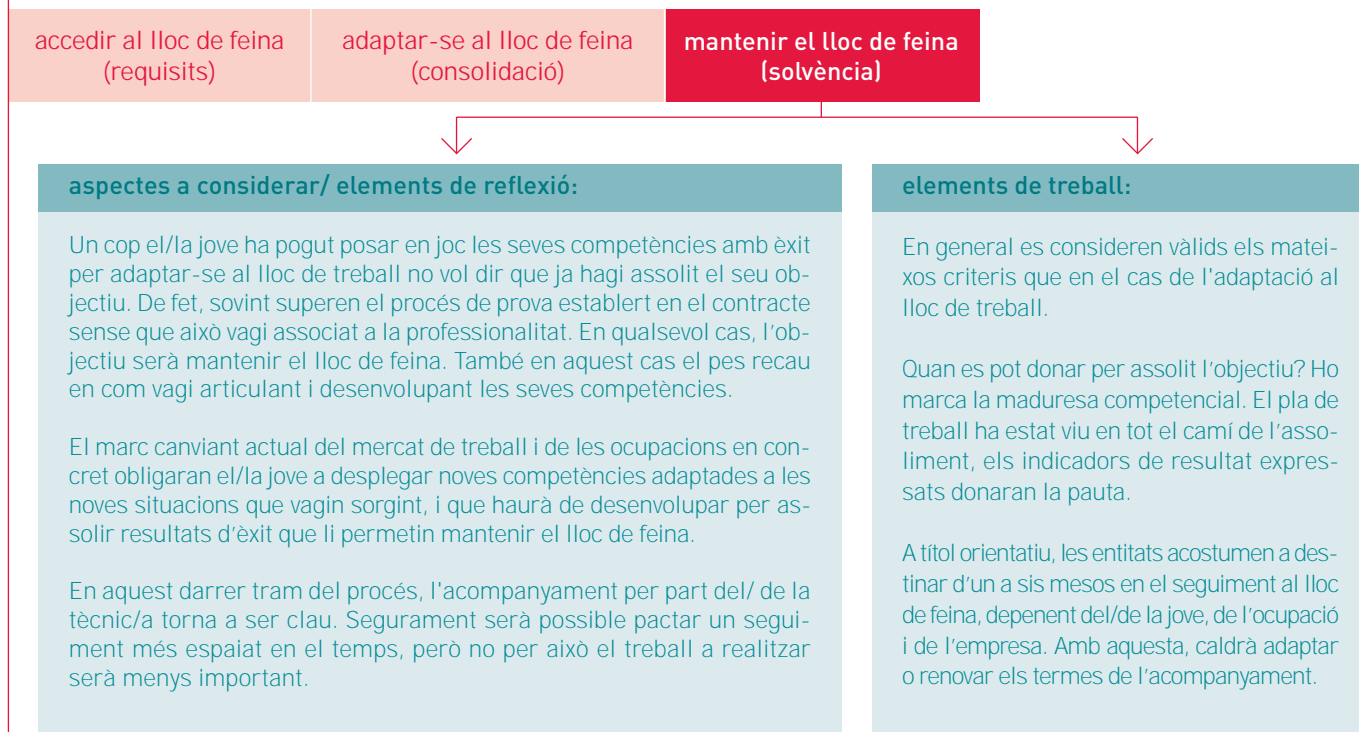 accedir al lloc de feina
(requisits)
adaptar-se al lloc de feina
(consolidació)
mantenir el lloc de feina
(solvència)
aspectes a considerar/ elements de reflexió:
Un cop el/la jove ha pogut posar en joc les seves competències amb èxit
per adaptar-se al lloc de treball no vol dir que ja hagi assolit el seu ob-
jectiu. De fet, sovint superen el procés de prova establert en el contracte
sense que això vagi associat a la professionalitat. En qualsevol cas, l'ob-
jectiu serà mantenir el lloc de feina. També en aquest cas el pes recau
en com vagi articulant i desenvolupant les seves competències.
El marc canviant actual del mercat de treball i de les ocupacions en con-
cret obligaran el/la jove a desplegar noves competències adaptades a les
noves situacions que vagin sorgint, i que haurà de desenvolupar per as-
solir resultats d'èxit que li permetin mantenir el lloc de feina.
En aquest darrer tram del procés, l'acompanyament per part del/ de la
tècnic/a torna a ser clau. Segurament serà possible pactar un segui-
ment més espaiat en el temps, però no per això el treball a realitzar
serà menys important.
elements de treball:
En general es consideren vàlids els matei-
xos criteris que en el cas de l'adaptació al
lloc de treball.
Quan es pot donar per assolit l'objectiu? Ho
marca la maduresa competencial. El pla de
treball ha estat viu en tot el camí de l'asso-
liment, els indicadors de resultat expres-
sats donaran la pauta.
A títol orientatiu, les entitats acostumen a des-
tinar d'un a sis mesos en el seguiment al lloc
de feina, depenent del/de la jove, de l'ocupació
i de l'empresa. Amb aquesta, caldrà adaptar
o renovar els termes de l'acompanyament.